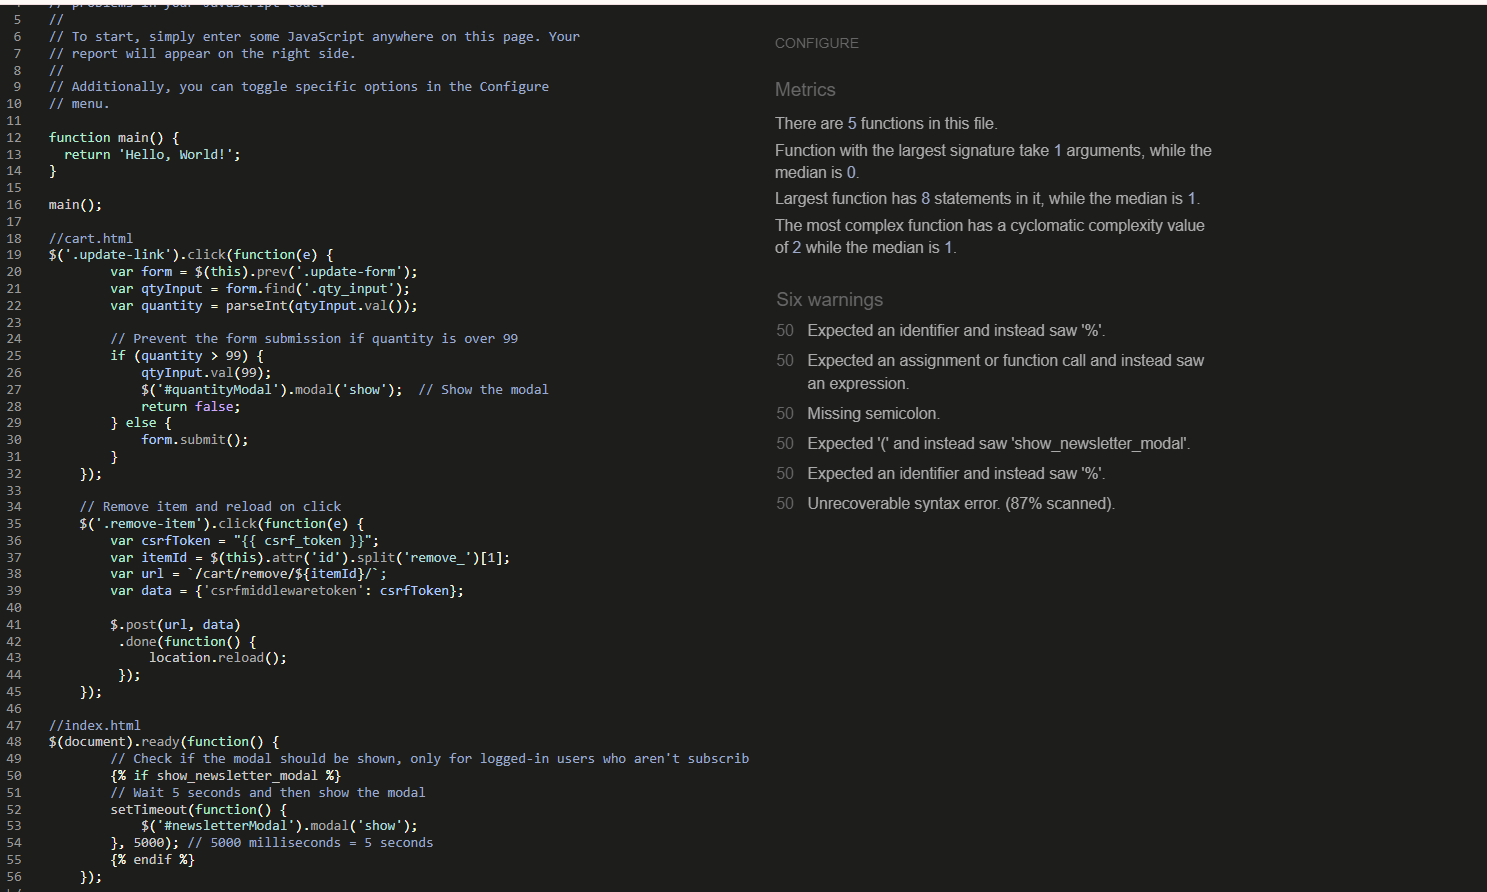 4 // problems in your JavaScript code.
5 //
6 // To start, simply enter some JavaScript anywhere on this page. Your
7 // report will appear on the right side.
8 //
9 // Additionally, you can toggle specific options in the Configure
10 // menu.
11
12 function main() {
13   return 'Hello, World!';
14 }
15
16 main();
17
18 //cart.html
19 $('.update-link').click(function(e) {
20         var form = $(this).prev('.update-form');
21         var qtyInput = form.find('.qty_input');
22         var quantity = parseInt(qtyInput.val());
23
24         // Prevent the form submission if quantity is over 99
25         if (quantity > 99) {
26             qtyInput.val(99);
27             $('#quantityModal').modal('show');  // Show the modal
28             return false;
29         } else {
30             form.submit();
31         }
32     });
33
34     // Remove item and reload on click
35     $('.remove-item').click(function(e) {
36         var csrfToken = "{{ csrf_token }}";
37         var itemId = $(this).attr('id').split('remove_')[1];
38         var url = `/cart/remove/${itemId}/`;
39         var data = {'csrfmiddlewaretoken': csrfToken};
40
41         $.post(url, data)
42          .done(function() {
43              location.reload();
44          });
45     });
46
47 //index.html
48 $(document).ready(function() {
49         // Check if the modal should be shown, only for logged-in users who aren't subscrib
50         {% if show_newsletter_modal %}
51         // Wait 5 seconds and then show the modal
52         setTimeout(function() {
53             $('#newsletterModal').modal('show');
54         }, 5000); // 5000 milliseconds = 5 seconds
55         {% endif %}
56     });
CONFIGURE
Metrics
There are 5 functions in this file.
Function with the largest signature take 1 arguments, while the
median is 0.
Largest function has 8 statements in it, while the median is 1.
The most complex function has a cyclomatic complexity value
of 2 while the median is 1.
Six warnings
50 Expected an identifier and instead saw '%'.
50 Expected an assignment or function call and instead saw
an expression.
50 Missing semicolon.
50 Expected '(' and instead saw 'show_newsletter_modal'.
50 Expected an identifier and instead saw '%'.
50 Unrecoverable syntax error. (87% scanned).